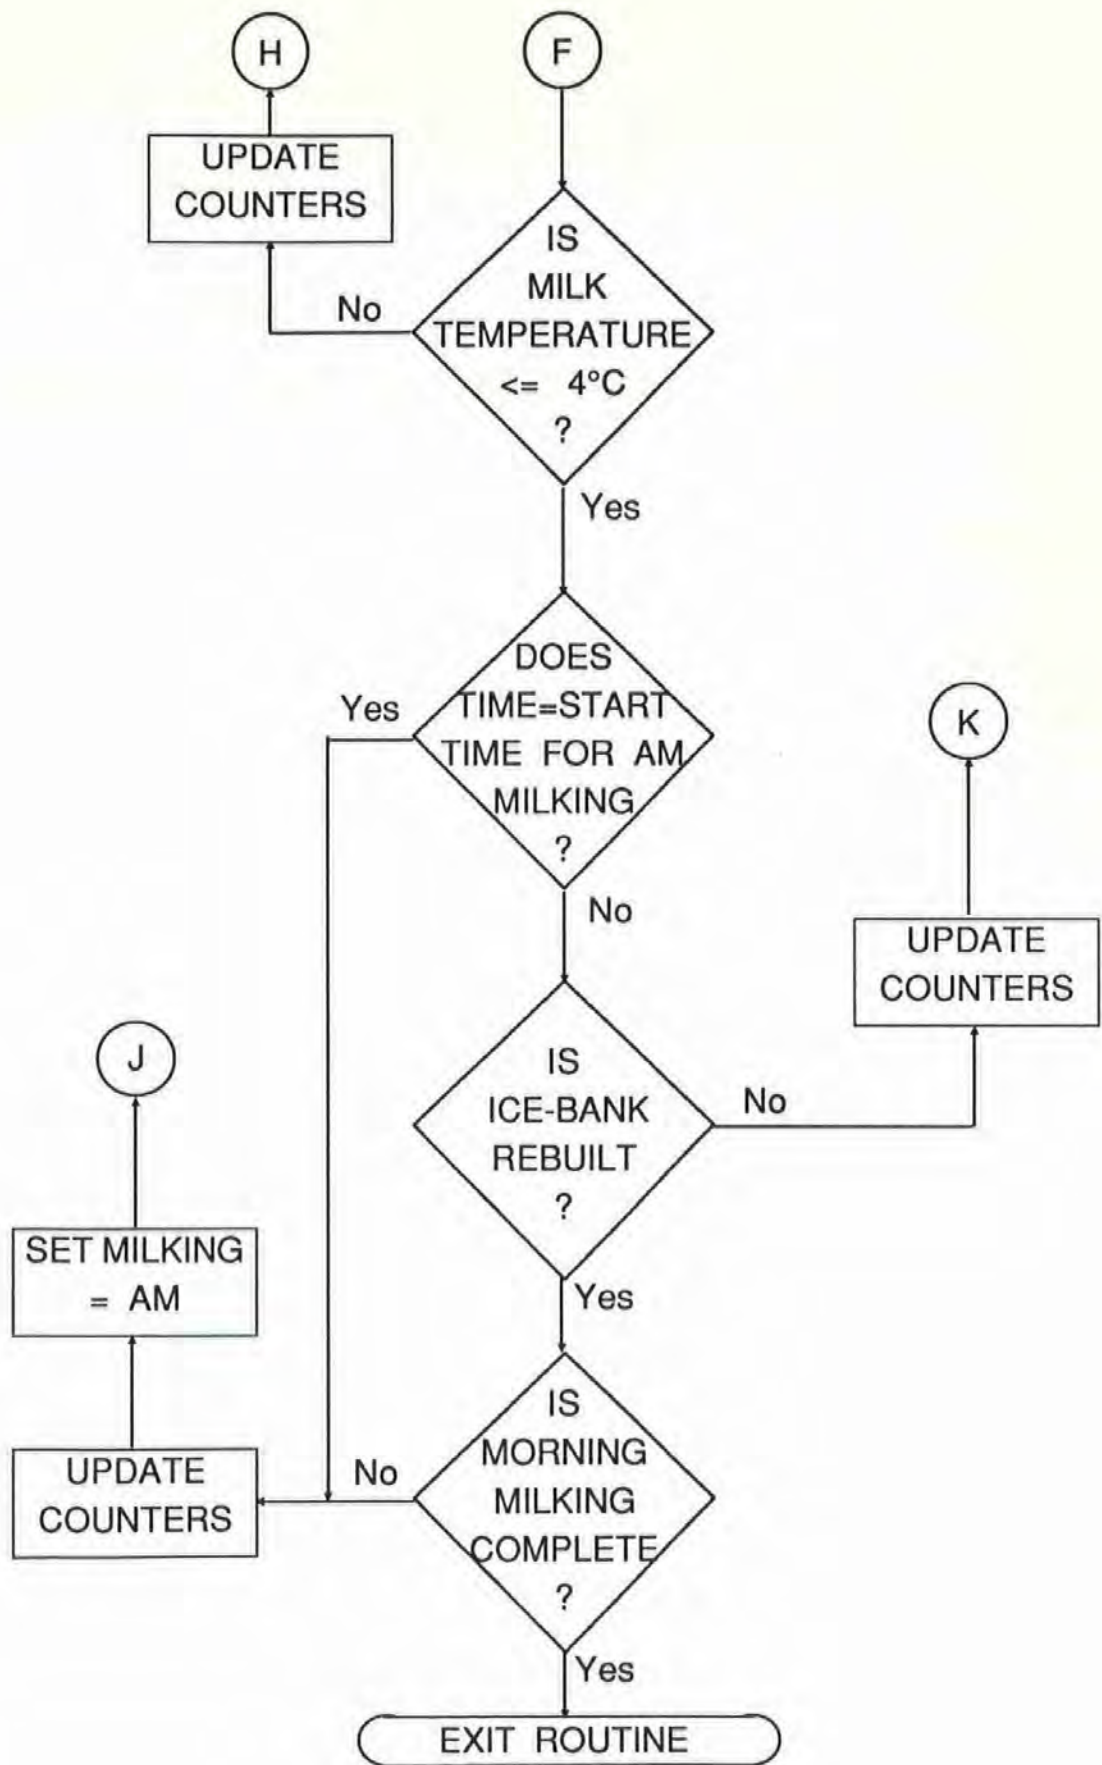 H
F
UPDATE
COUNTERS
IS
MILK
TEMPERATURE
<= 4°C
?
No
Yes
DOES
TIME=START
TIME FOR AM
MILKING
?
Yes
No
K
UPDATE
COUNTERS
IS
ICE-BANK
REBUILT
?
No
Yes
J
SET MILKING
= AM
UPDATE
COUNTERS
No
IS
MORNING
MILKING
COMPLETE
?
Yes
EXIT ROUTINE